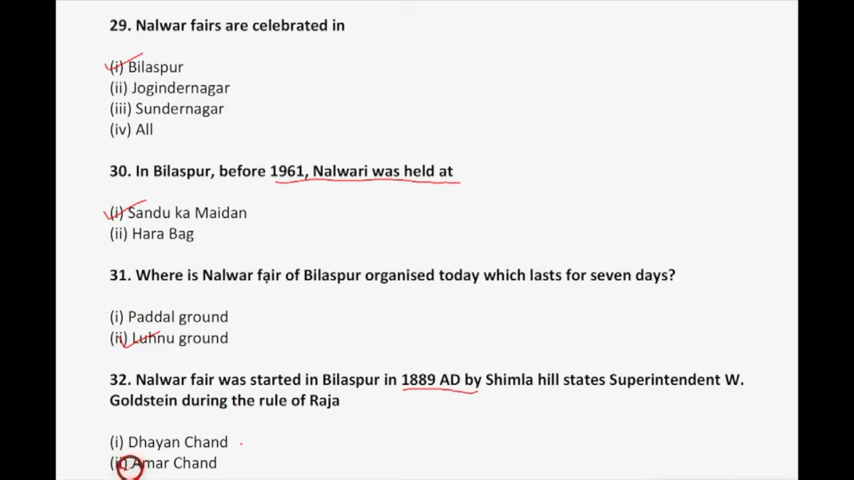 29. Nalwar fairs are celebrated in
(i) Bilaspur
(ii) Jogindernagar
(iii) Sundernagar
(iv) All
30. In Bilaspur, before 1961, Nalwari was held at
(i) Sandu ka Maidan
(ii) Hara Bag
31. Where is Nalwar fair of Bilaspur organised today which lasts for seven days?
(i) Paddal ground
(ii) Luhnu ground
32. Nalwar fair was started in Bilaspur in 1889 AD by Shimla hill states Superintendent W.
Goldstein during the rule of Raja
(i) Dhayan Chand
(ii) Amar Chand